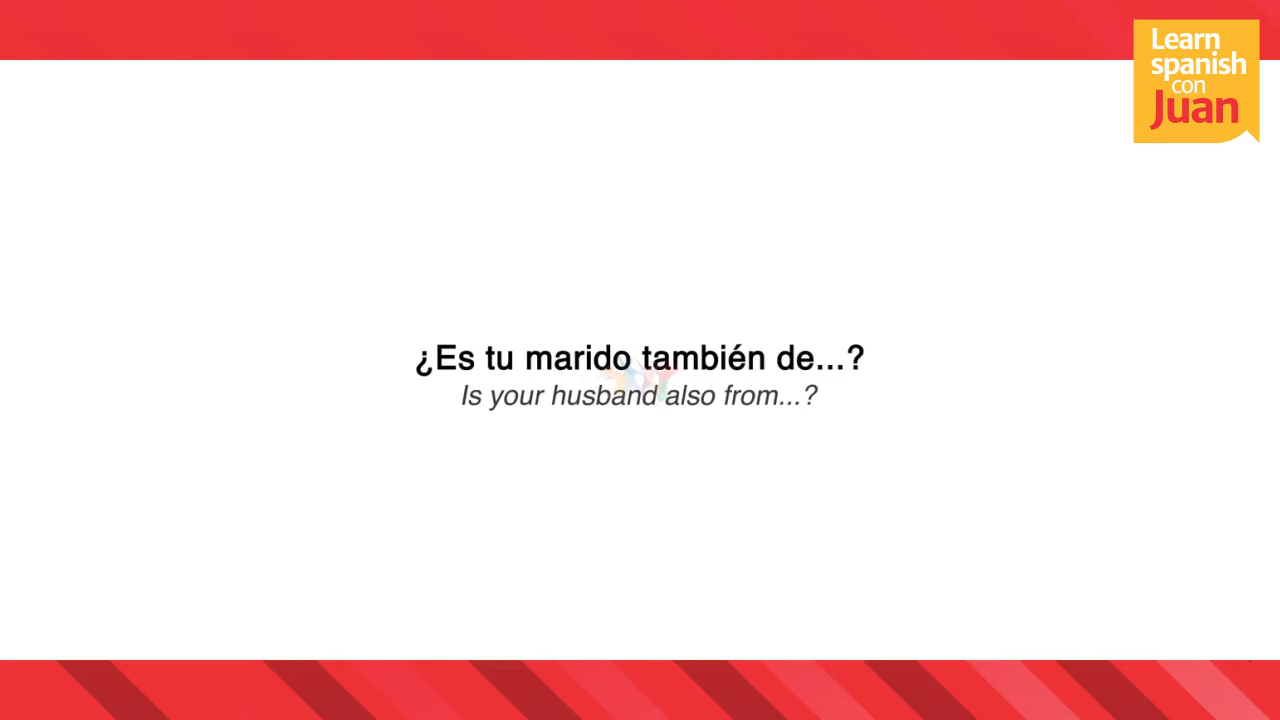 Learn
spanish
con
Juan
¿Es tu marido también de...?
Is your husband also from...?